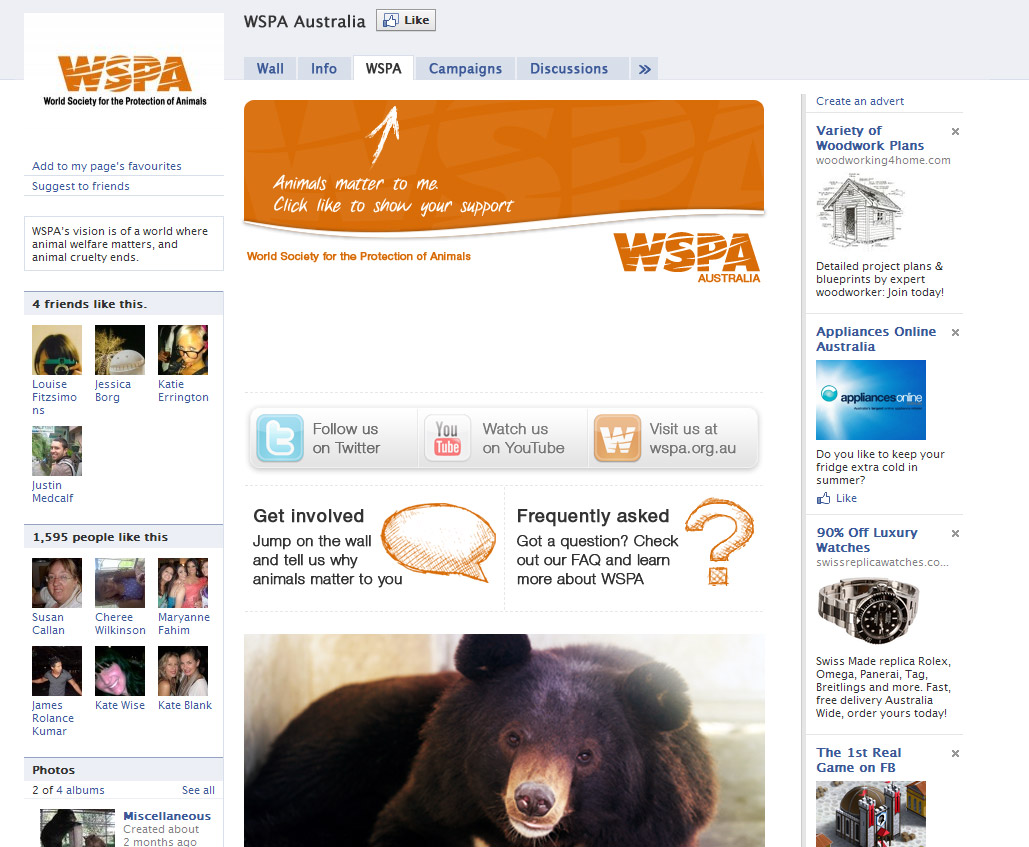 WSPA Australia
Like
Wall
Info
WSPA
Campaigns
Discussions
»
WSPA
World Society for the Protection of Animals
Add to my page's favourites
Suggest to friends
WSPA's vision is of a world where
animal welfare matters, and
animal cruelty ends.
4 friends like this.
Louise
Fitzsimo
ns
Jessica
Borg
Katie
Errington
Justin
Medcalf
1,595 people like this
Susan
Callan
Cheree
Wilkinson
Maryanne
Fahim
James
Rolance
Kumar
Kate Wise
Kate Blank
Photos
2 of 4 albums
See all
Miscellaneous
Created about
2 months ago
WSPA
Animals matter to me.
Click like to show your support
World Society for the Protection of Animals
WSPA
AUSTRALIA
Follow us
on Twitter
You
Tube
Watch us
on YouTube
Visit us at
wspa.org.au
Get involved
Jump on the wall
and tell us why
animals matter to you
Frequently asked
Got a question? Check
out our FAQ and learn
more about WSPA
Create an advert
Variety of
Woodwork Plans
woodworking4home.com
Detailed project plans &
blueprints by expert
woodworker: Join today!
Appliances Online
Australia
appliancesonline
Do you like to keep your
fridge extra cold in
summer?
Like
90% Off Luxury
Watches
swissreplicawatches.co...
Swiss Made replica Rolex,
Omega, Panerai, Tag,
Breitlings and more. Fast,
free delivery Australia
Wide, order yours today!
The 1st Real
Game on FB